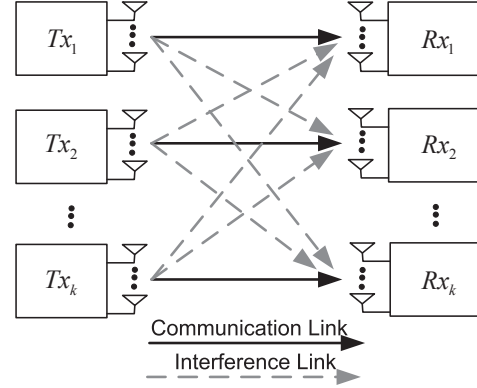 Tx₁
Rx₁
Tx₂
Rx₂
Txₖ
Rxₖ
Communication Link
Interference Link